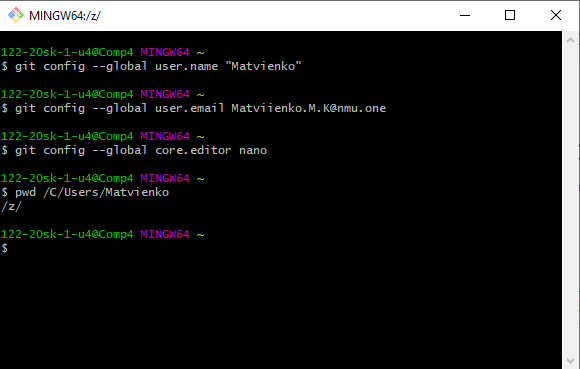 MINGW64:/z/
122-20sk-1-u4@Comp4 MINGW64 ~
$ git config --global user.name "Matvienko"
122-20sk-1-u4@Comp4 MINGW64 ~
$ git config --global user.email Matviienko.M.K@nmu.one
122-20sk-1-u4@Comp4 MINGW64 ~
$ git config --global core.editor nano
122-20sk-1-u4@Comp4 MINGW64 ~
$ pwd /C/Users/Matvienko
/z/
122-20sk-1-u4@Comp4 MINGW64 ~
$